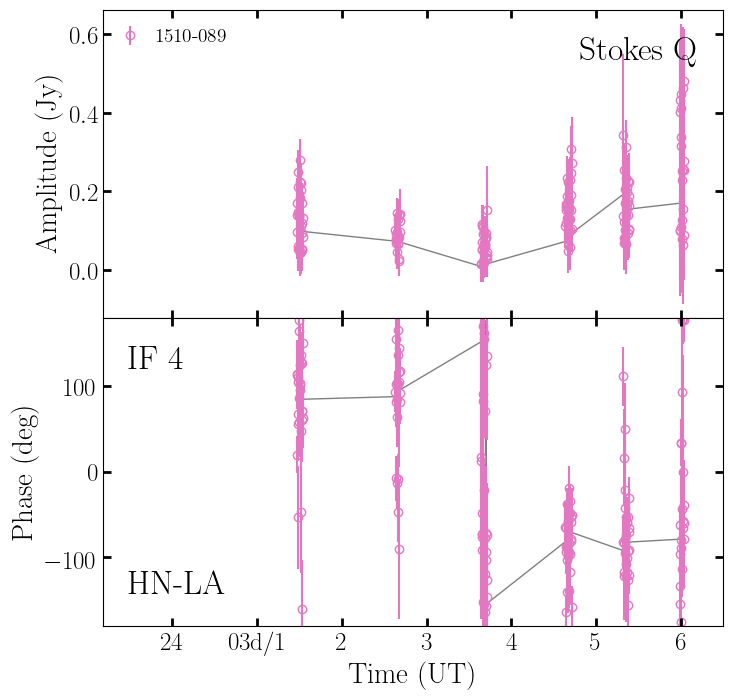 1510-089
Stokes Q
0.6
0.4
0.2
0.0
Amplitude (Jy)
IF 4
100
0
−100
Phase (deg)
HN-LA
24 03d/1 2 3 4 5 6
Time (UT)